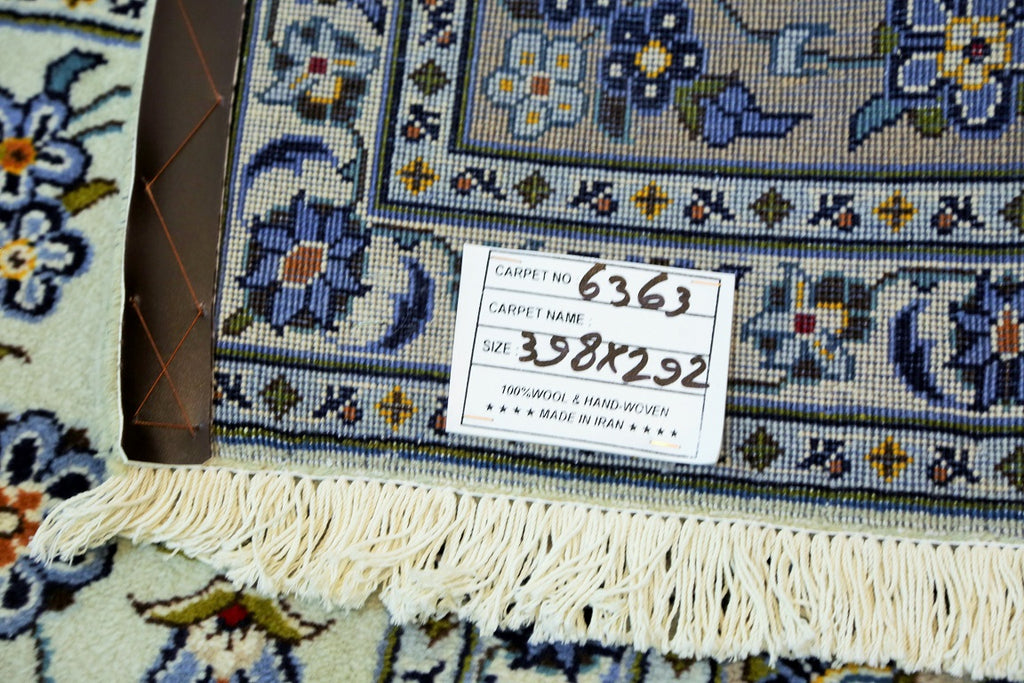 CARPET NO 6363
CARPET NAME :
SIZE : 398X292
100%WOOL & HAND-WOVEN
★ ★ ★ ★ MADE IN IRAN ★ ★ ★ ★